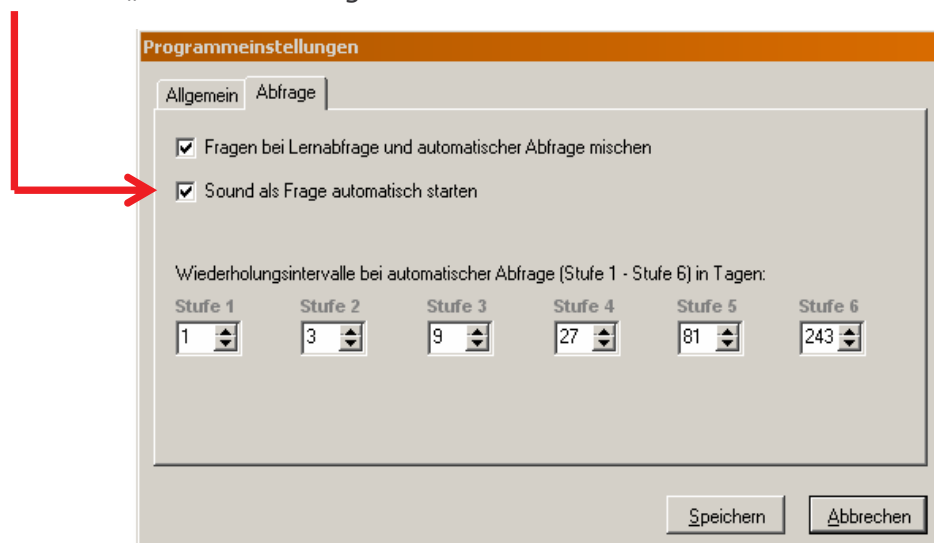 Programmeinstellungen
Allgemein Abfrage
Fragen bei Lernabfrage und automatischer Abfrage mischen
Sound als Frage automatisch starten
Wiederholungsintervalle bei automatischer Abfrage (Stufe 1 - Stufe 6) in Tagen:
Stufe 1 Stufe 2 Stufe 3 Stufe 4 Stufe 5 Stufe 6
1 3 9 27 81 243
Speichern Abbrechen